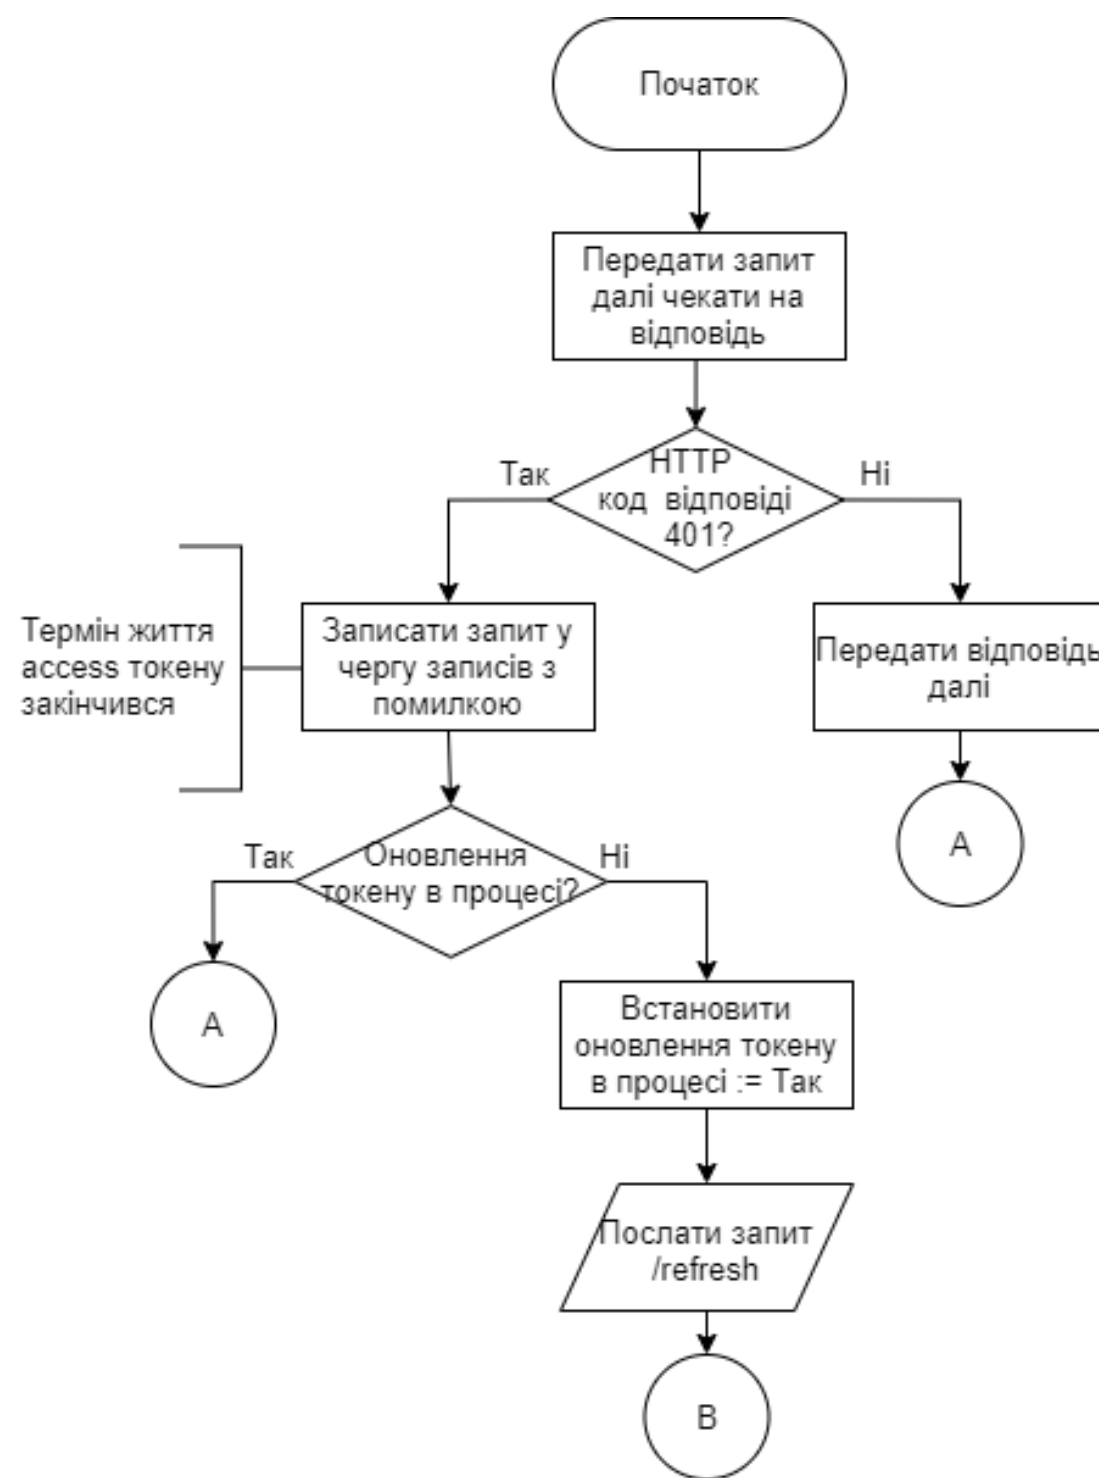 Початок
Передати запит
далі чекати на
відповідь
HTTP
код відповіді
401?
Так
Ні
Термін життя
access токену
закінчився
Записати запит у
чергу записів з
помилкою
Передати відповідь
далі
A
Оновлення
токену в процесі?
Так
Ні
A
Встановити
оновлення токену
в процесі := Так
Послати запит
/refresh
B